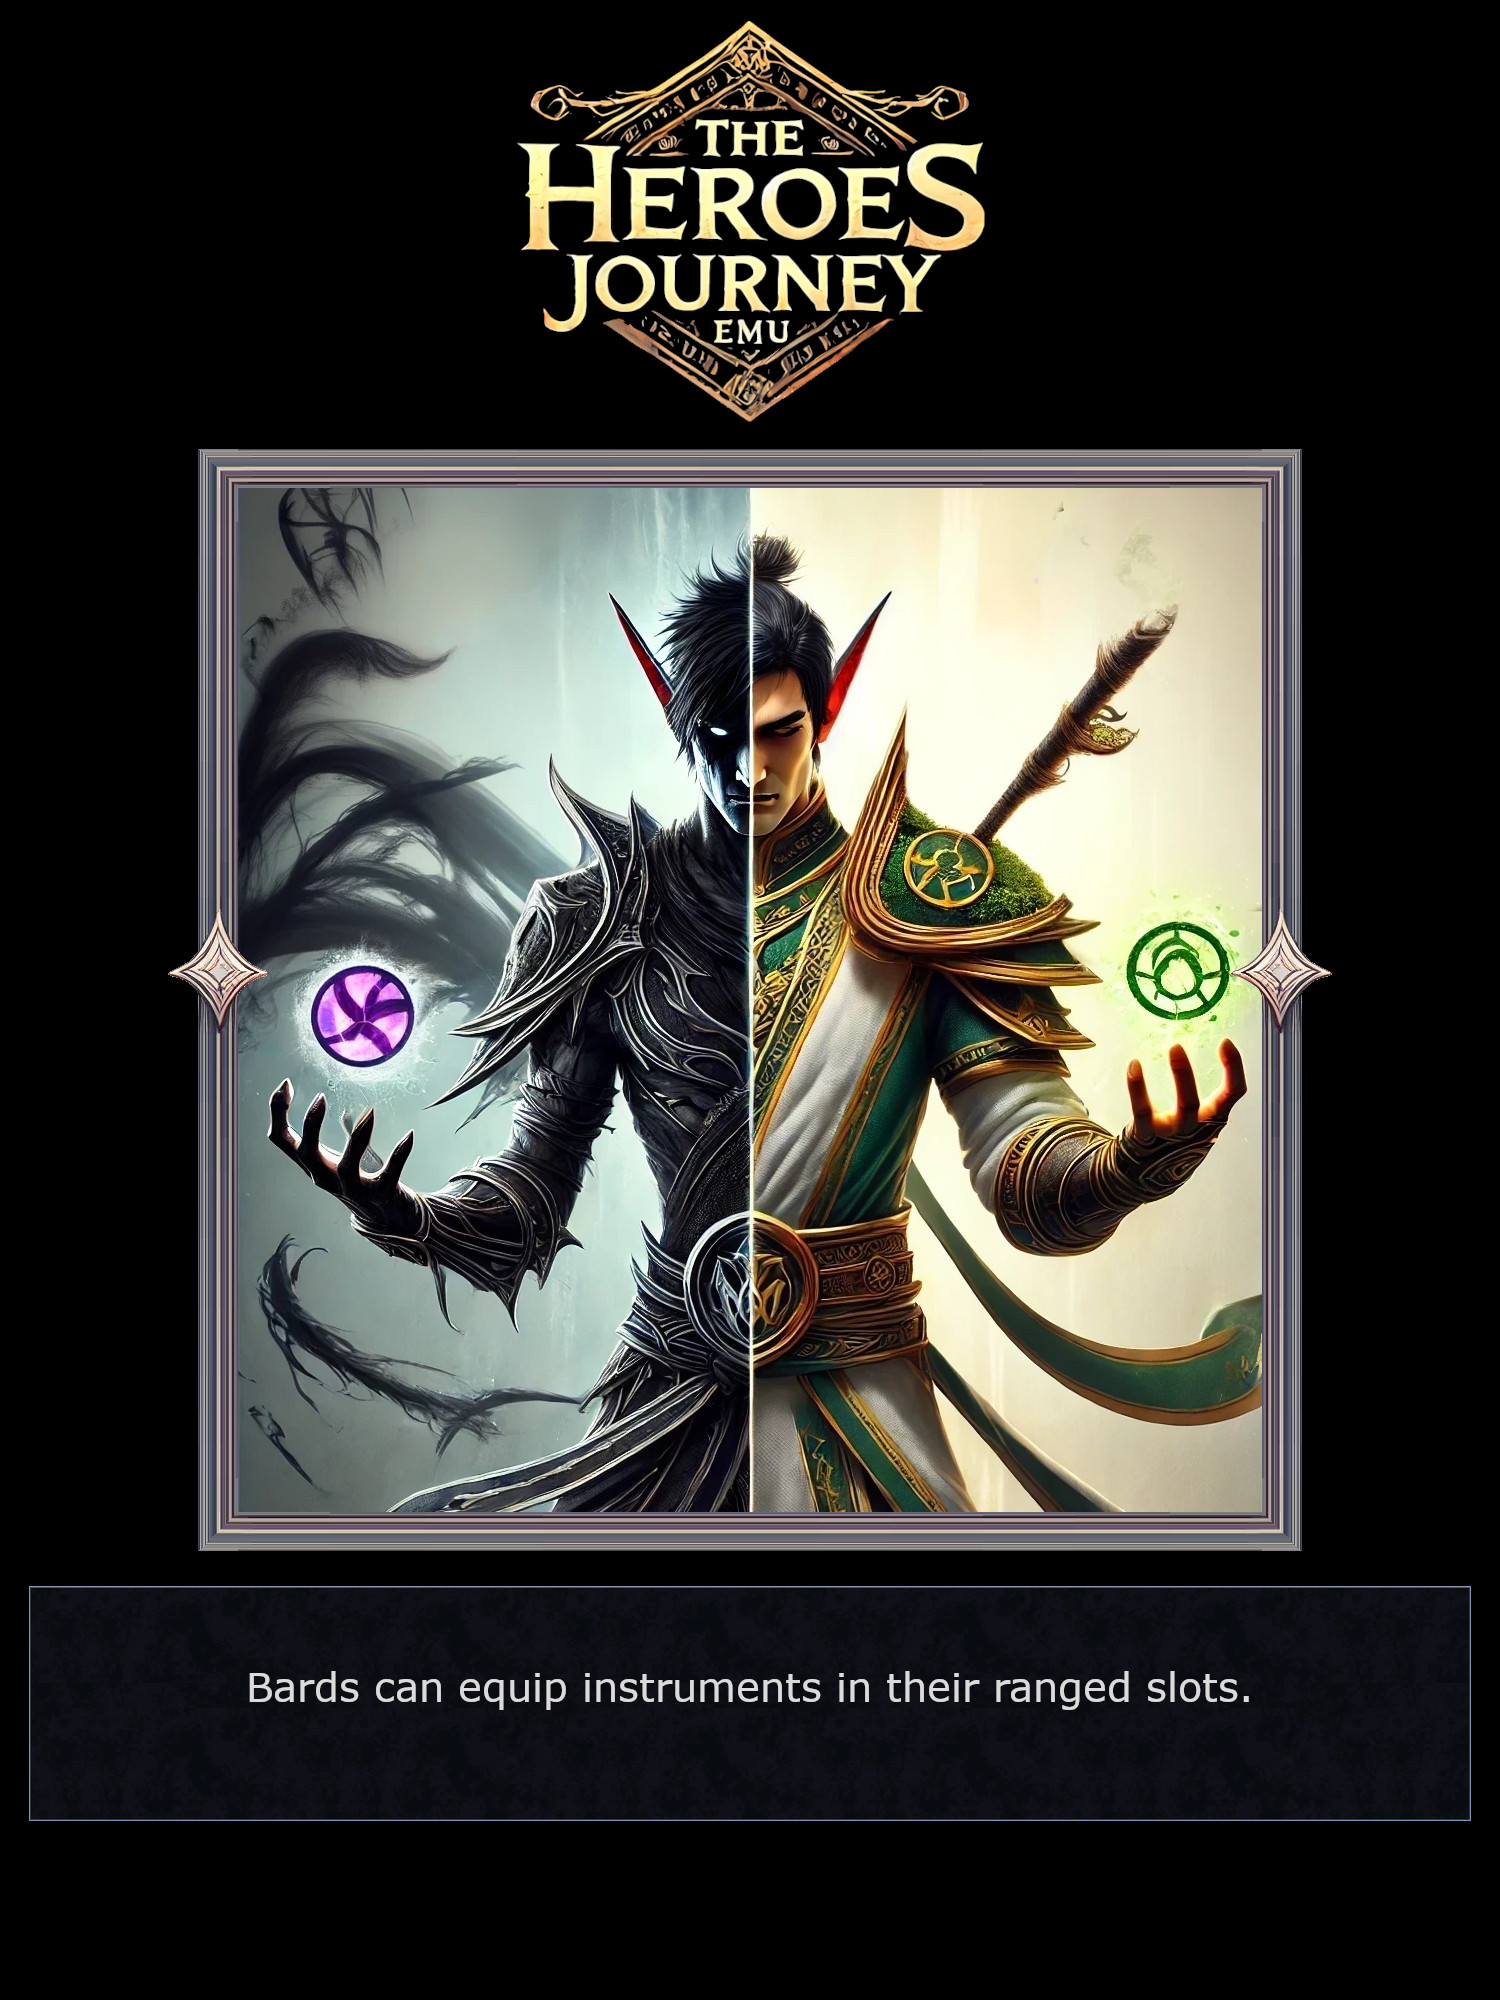 THE
HEROES
JOURNEY
EMU
Bards can equip instruments in their ranged slots.